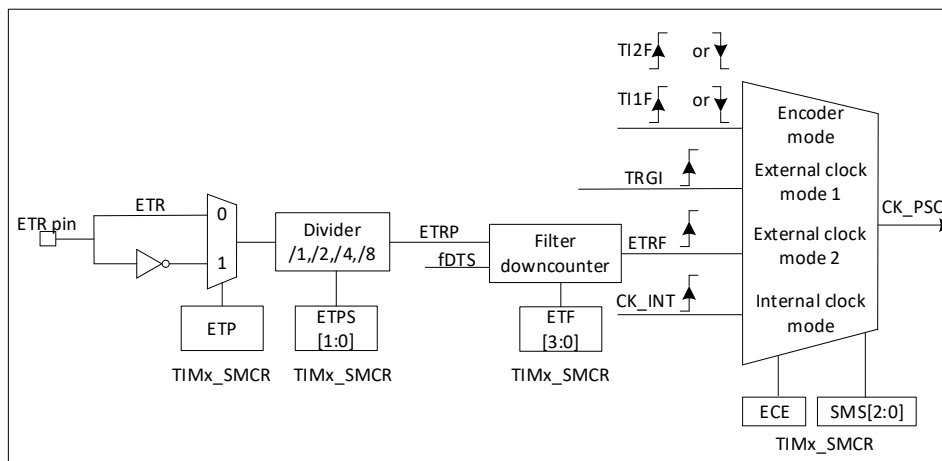 TI2F or
TI1F or
Encoder
mode
TRGI
External clock
mode 1
CK_PSC
ETR pin
ETR
0
1
Divider
/1,/2,/4,/8
ETRP
fDTS
Filter
downcounter
ETRF
External clock
mode 2
CK_INT
Internal clock
mode
ETP
ETPS
[1:0]
ETF
[3:0]
TIMx_SMCR
TIMx_SMCR
TIMx_SMCR
ECE
SMS[2:0]
TIMx_SMCR